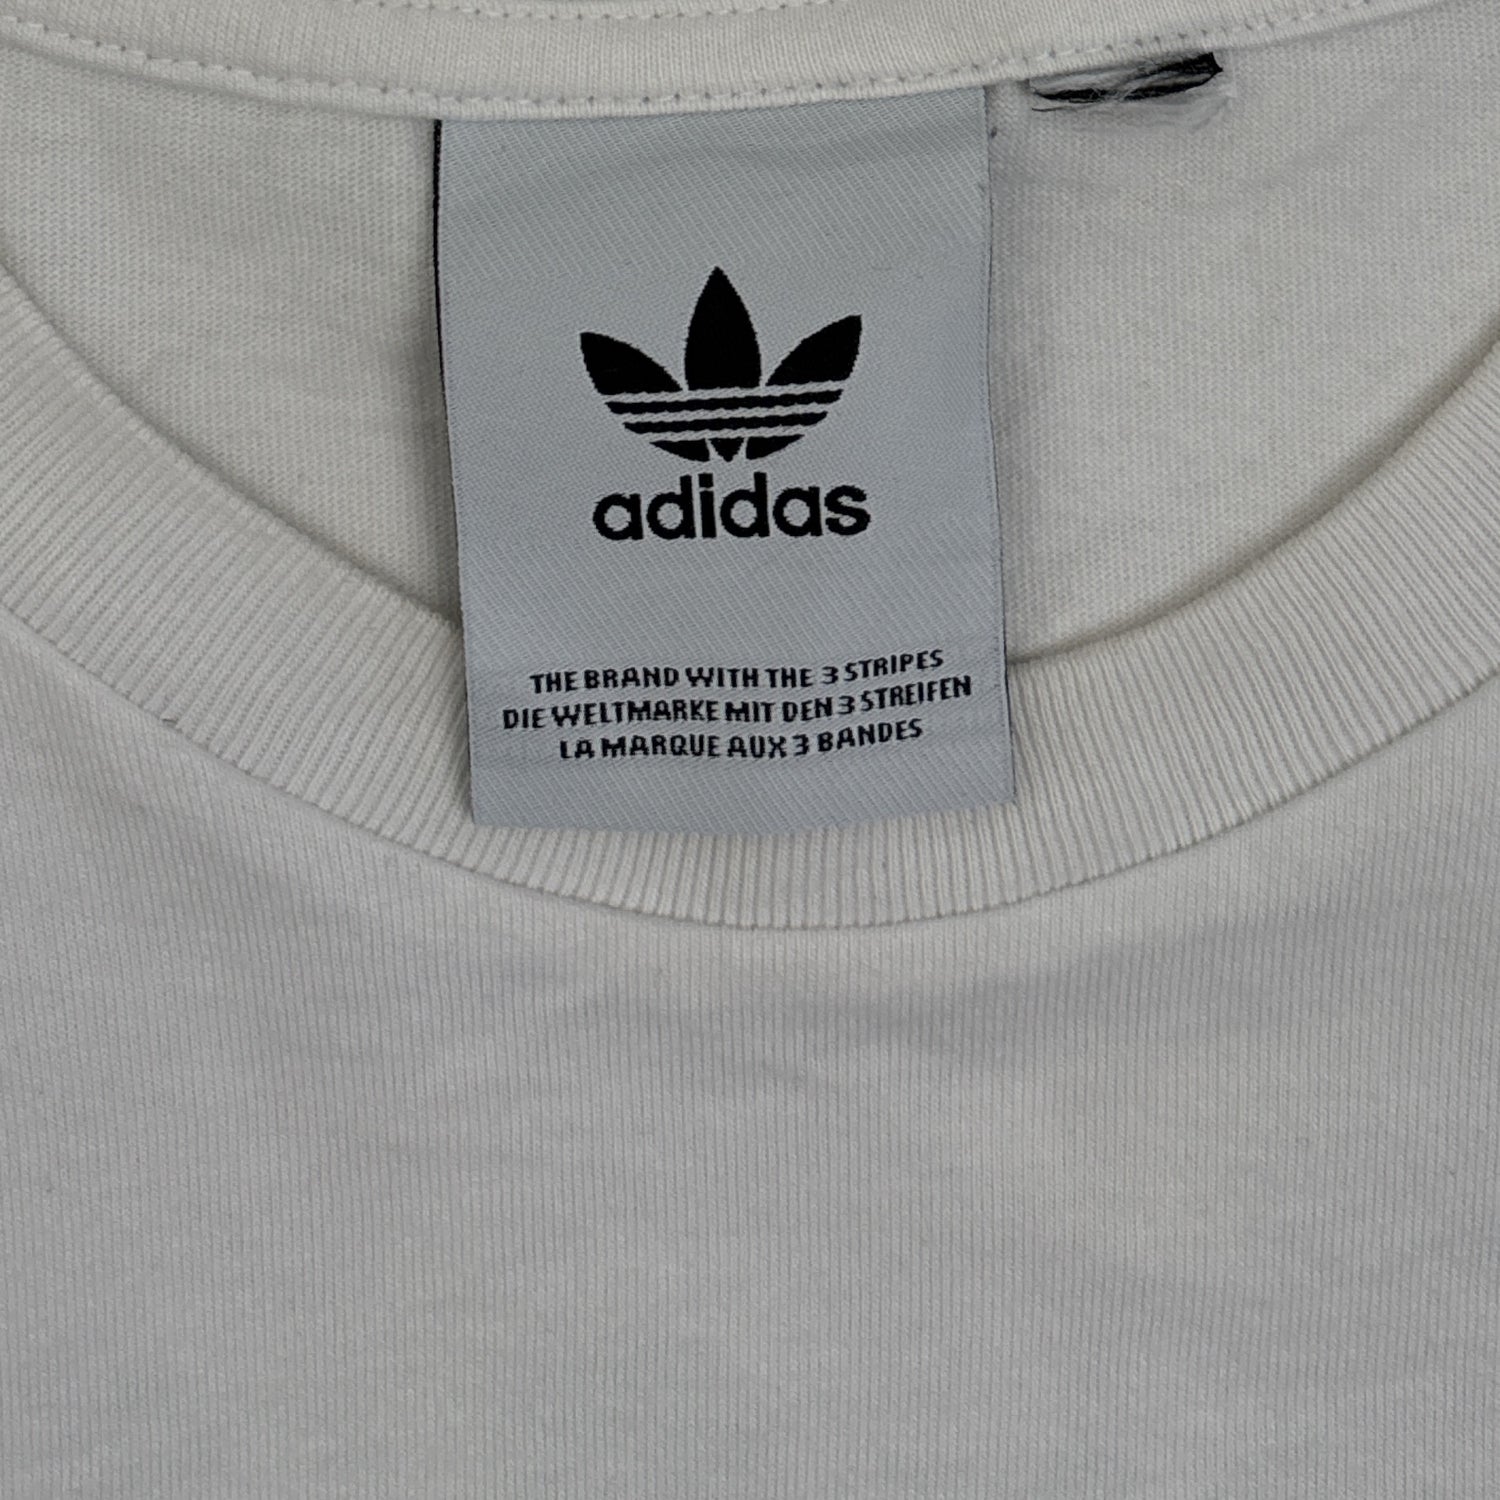 adidas
THE BRAND WITH THE 3 STRIPES
DIE WELTMARKE MIT DEN 3 STREIFEN
LA MARQUE AUX 3 BANDES